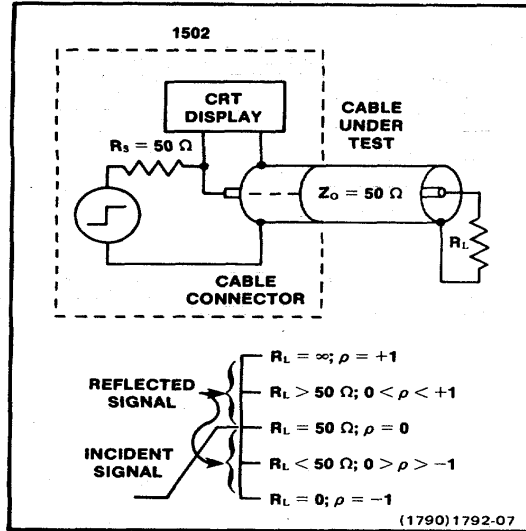 1502
CRT
DISPLAY
CABLE
UNDER
TEST
Rs = 50 Ω
Zo = 50 Ω
RL
CABLE
CONNECTOR
RL = ∞; ρ = +1
REFLECTED
SIGNAL
RL > 50 Ω; 0 < ρ < +1
RL = 50 Ω; ρ = 0
INCIDENT
SIGNAL
RL < 50 Ω; 0 > ρ > −1
RL = 0; ρ = −1
(1790)1792-07